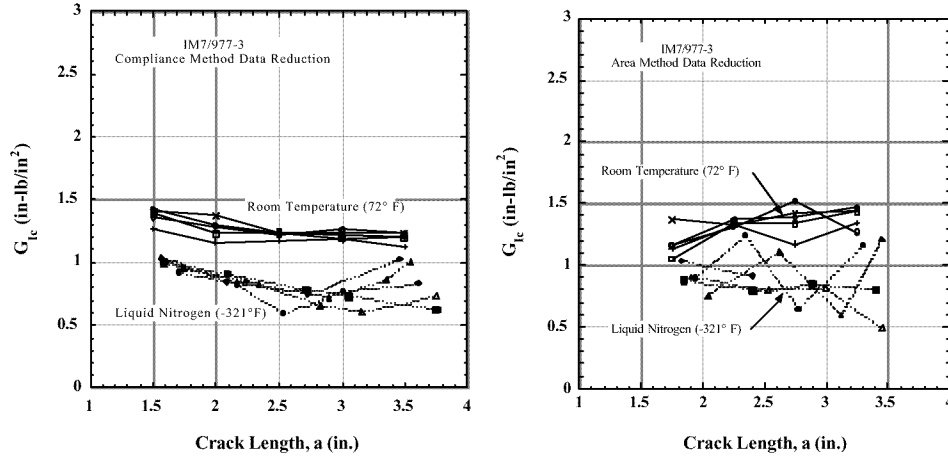 3
2.5
2
1.5
1
0.5
0
G_Ic (in-lb/in²)
IM7/977-3
Compliance Method Data Reduction
Room Temperature (72° F)
Liquid Nitrogen (-321°F)
1 1.5 2 2.5 3 3.5 4
Crack Length, a (in.)
3
2.5
2
1.5
1
0.5
0
G_Ic (in-lb/in²)
IM7/977-3
Area Method Data Reduction
Room Temperature (72° F)
Liquid Nitrogen (-321° F)
1 1.5 2 2.5 3 3.5 4
Crack Length, a (in.)